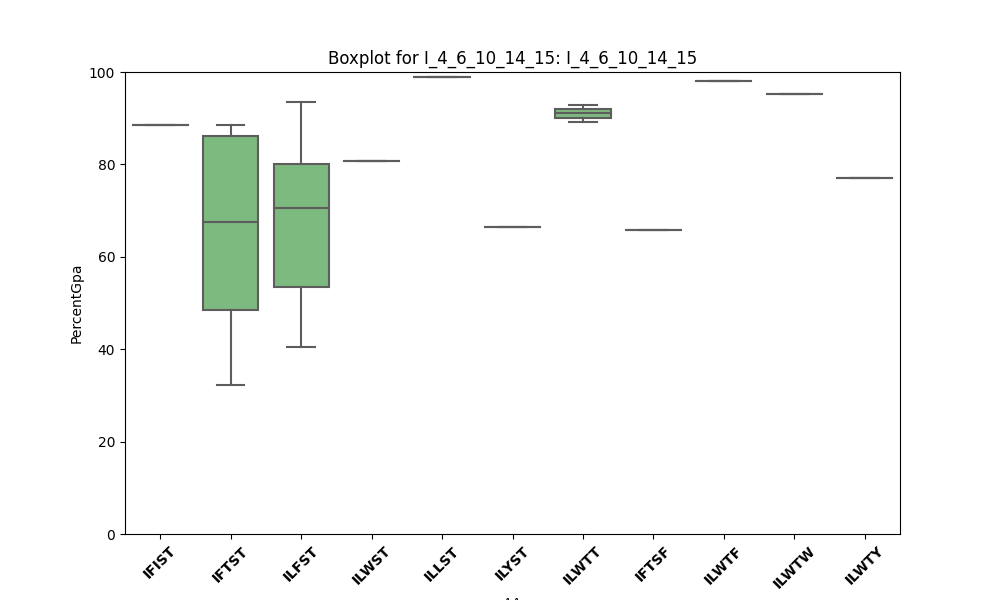 Boxplot for I_4_6_10_14_15: I_4_6_10_14_15
100
80
60
40
20
0
PercentGpa
IFIST
IFTST
ILFST
ILWST
ILLST
ILYST
ILWTT
IFTSF
ILWTF
ILWTW
ILWTY